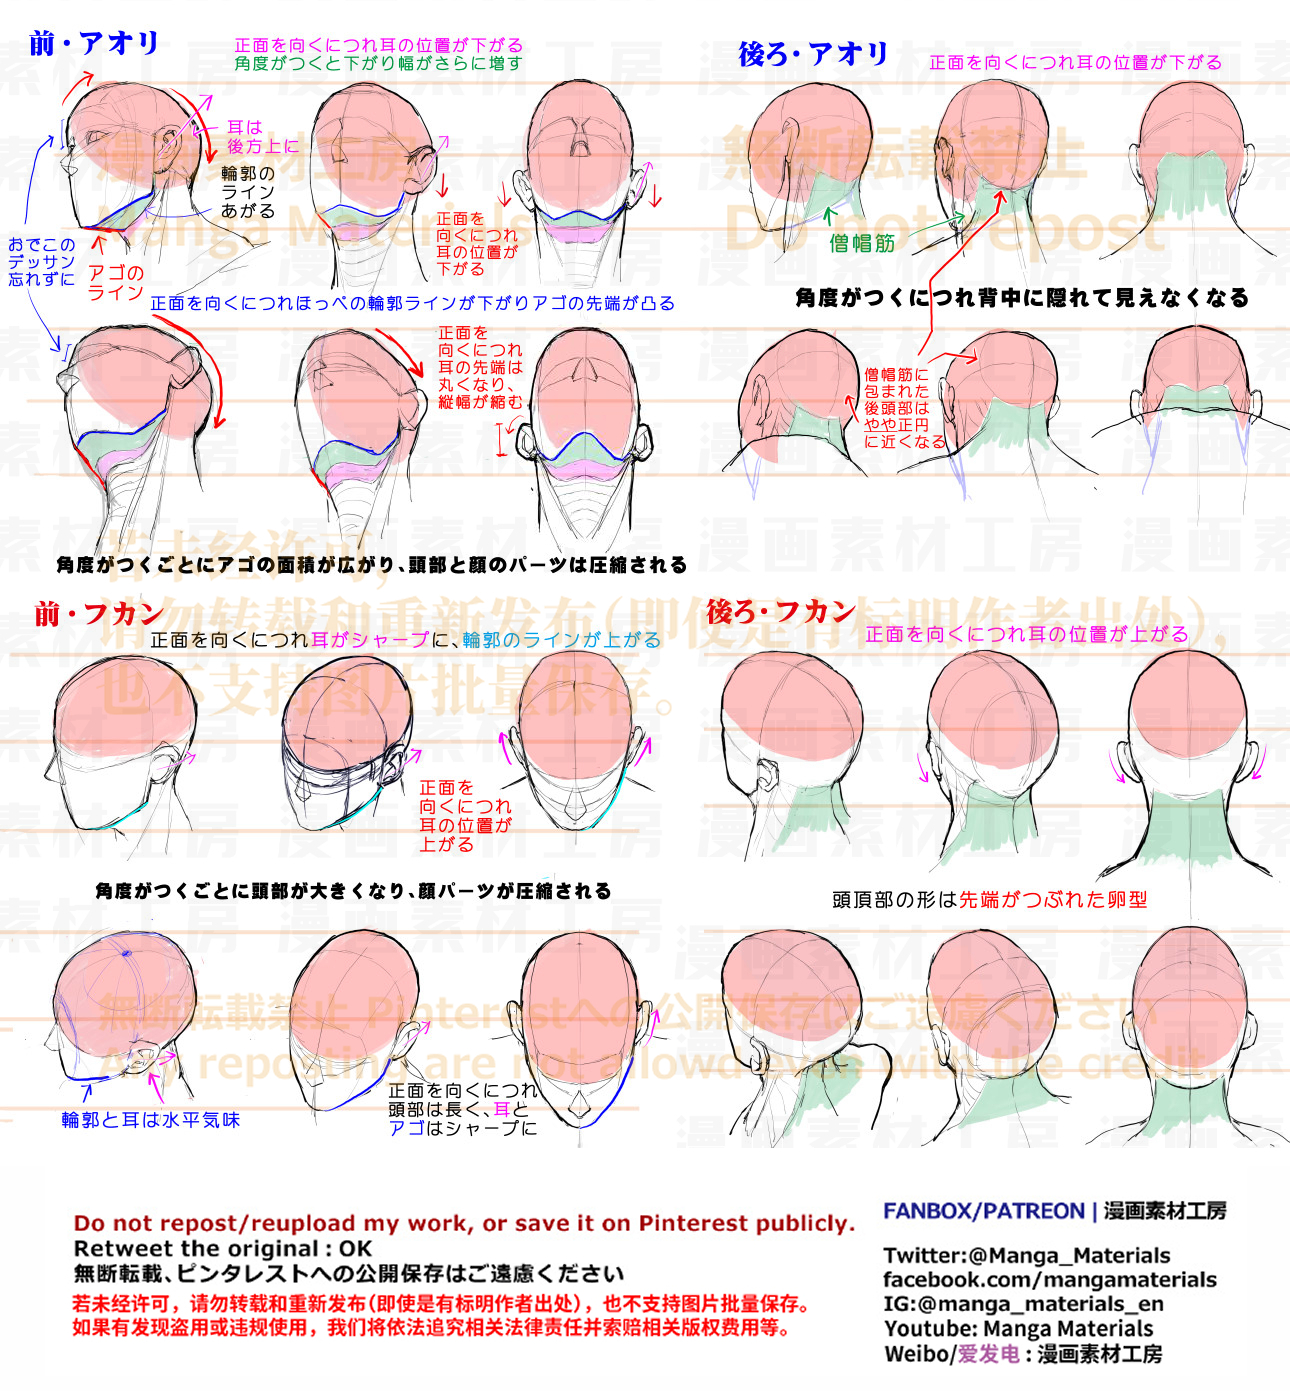 前・アオリ
正面を向くにつれ耳の位置が下がる
角度がつくと下がり幅がさらに増す
耳は
後方上に
輪郭の
ライン
あがる
おでこの
デッサン
忘れずに
アゴの
ライン
正面を
向くにつれ
耳の位置が
下がる
正面を向くにつれほっぺの輪郭ラインが下がりアゴの先端が凸る
正面を
向くにつれ
耳の先端は
丸くなり、
縦幅が縮む
角度がつくごとにアゴの面積が広がり、頭部と顔のパーツは圧縮される
後ろ・アオリ
正面を向くにつれ耳の位置が下がる
僧帽筋
角度がつくにつれ背中に隠れて見えなくなる
僧帽筋に
包まれた
後頭部は
やや正円
に近くなる
前・フカン
正面を向くにつれ耳がシャープに、輪郭のラインが上がる
正面を
向くにつれ
耳の位置が
上がる
角度がつくごとに頭部が大きくなり、顔パーツが圧縮される
輪郭と耳は水平気味
正面を向くにつれ
頭部は長く、耳と
アゴはシャープに
後ろ・フカン
正面を向くにつれ耳の位置が上がる
頭頂部の形は先端がつぶれた卵型
漫画素材工房
Manga Materials
無断転載禁止
Do not repost
若未经许可，
请勿转载和重新发布（即使是有标明作者出处），
也不支持图片批量保存。
無断転載禁止 Pinterestへの公開保存はご遠慮ください
Any reposting are not allowed even with the credit.
Do not repost/reupload my work, or save it on Pinterest publicly.
Retweet the original : OK
無断転載、ピンタレストへの公開保存はご遠慮ください
若未经许可，请勿转载和重新发布（即使是有标明作者出处），也不支持图片批量保存。
如果有发现盗用或违规使用，我们将依法追究相关法律责任并索赔相关版权费用等。
FANBOX/PATREON | 漫画素材工房
Twitter:@Manga_Materials
facebook.com/mangamaterials
IG:@manga_materials_en
Youtube: Manga Materials
Weibo/爱发电 : 漫画素材工房